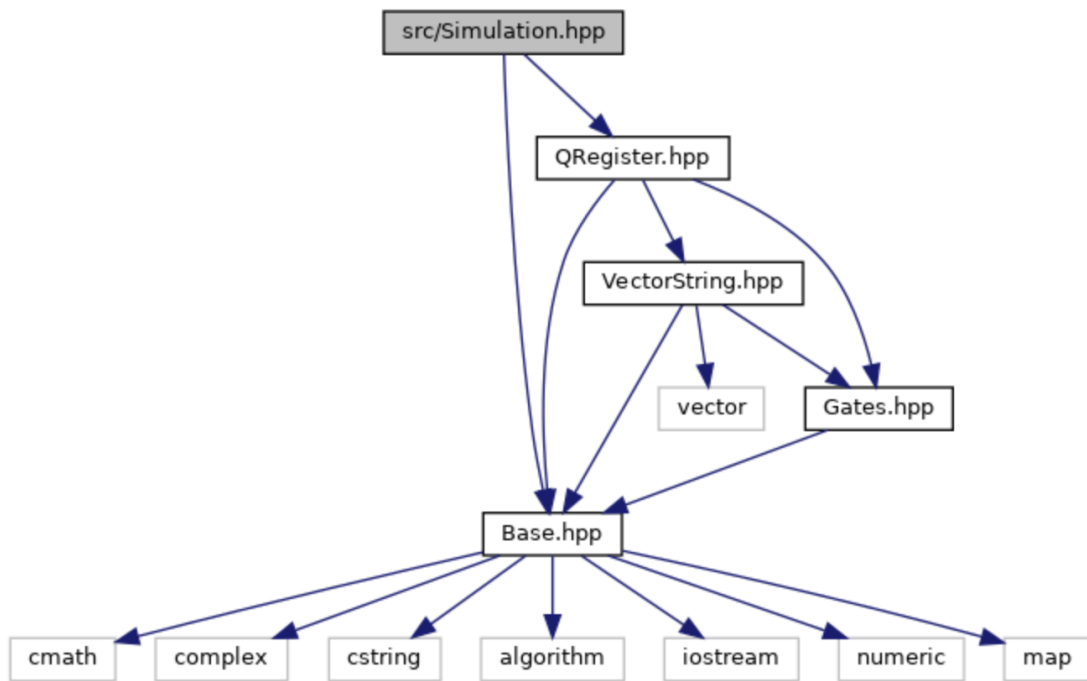 src/Simulation.hpp
QRegister.hpp
VectorString.hpp
vector
Gates.hpp
Base.hpp
cmath
complex
cstring
algorithm
iostream
numeric
map